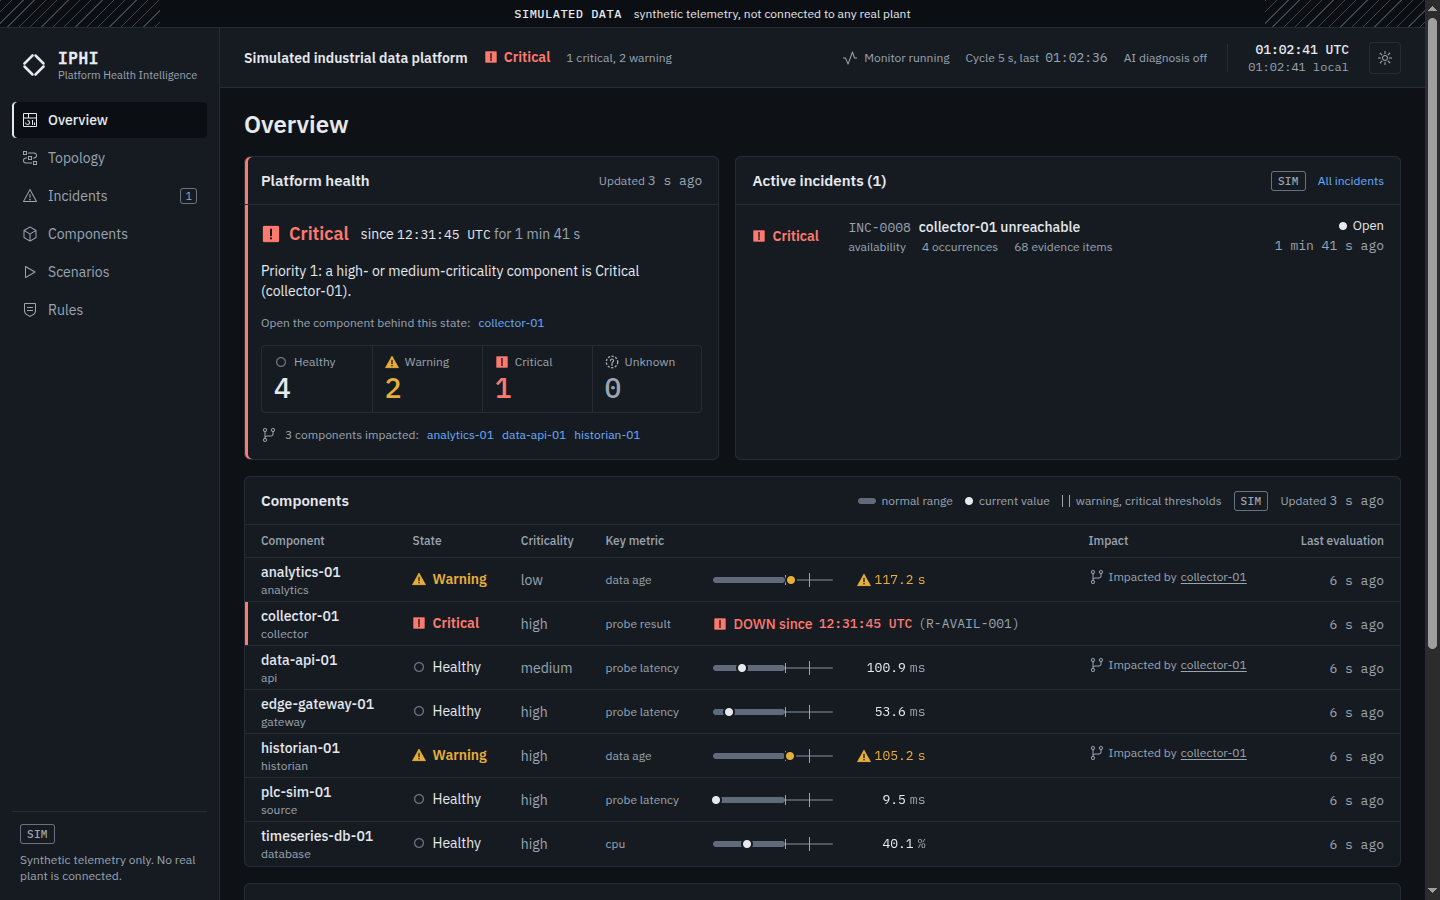 SIMULATED DATA synthetic telemetry, not connected to any real plant
IPHI
Platform Health Intelligence
Overview
Topology
Incidents 1
Components
Scenarios
Rules
SIM
Synthetic telemetry only. No real
plant is connected.
Simulated industrial data platform Critical 1 critical, 2 warning Monitor running Cycle 5 s, last 01:02:36 AI diagnosis off
01:02:41 UTC
01:02:41 local
Overview
Platform health Updated 3 s ago
Critical since 12:31:45 UTC for 1 min 41 s
Priority 1: a high- or medium-criticality component is Critical
(collector-01).
Open the component behind this state: collector-01
Healthy Warning Critical Unknown
4 2 1 0
3 components impacted: analytics-01 data-api-01 historian-01
Active incidents (1) SIM All incidents
Critical INC-0008 collector-01 unreachable Open
availability 4 occurrences 68 evidence items 1 min 41 s ago
Components normal range current value warning, critical thresholds SIM Updated 3 s ago
Component State Criticality Key metric Impact Last evaluation
analytics-01
analytics Warning low data age 117.2 s Impacted by collector-01 6 s ago
collector-01
collector Critical high probe result DOWN since 12:31:45 UTC (R-AVAIL-001) 6 s ago
data-api-01
api Healthy medium probe latency 100.9 ms Impacted by collector-01 6 s ago
edge-gateway-01
gateway Healthy high probe latency 53.6 ms 6 s ago
historian-01
historian Warning high data age 105.2 s Impacted by collector-01 6 s ago
plc-sim-01
source Healthy high probe latency 9.5 ms 6 s ago
timeseries-db-01
database Healthy high cpu 40.1 % 6 s ago